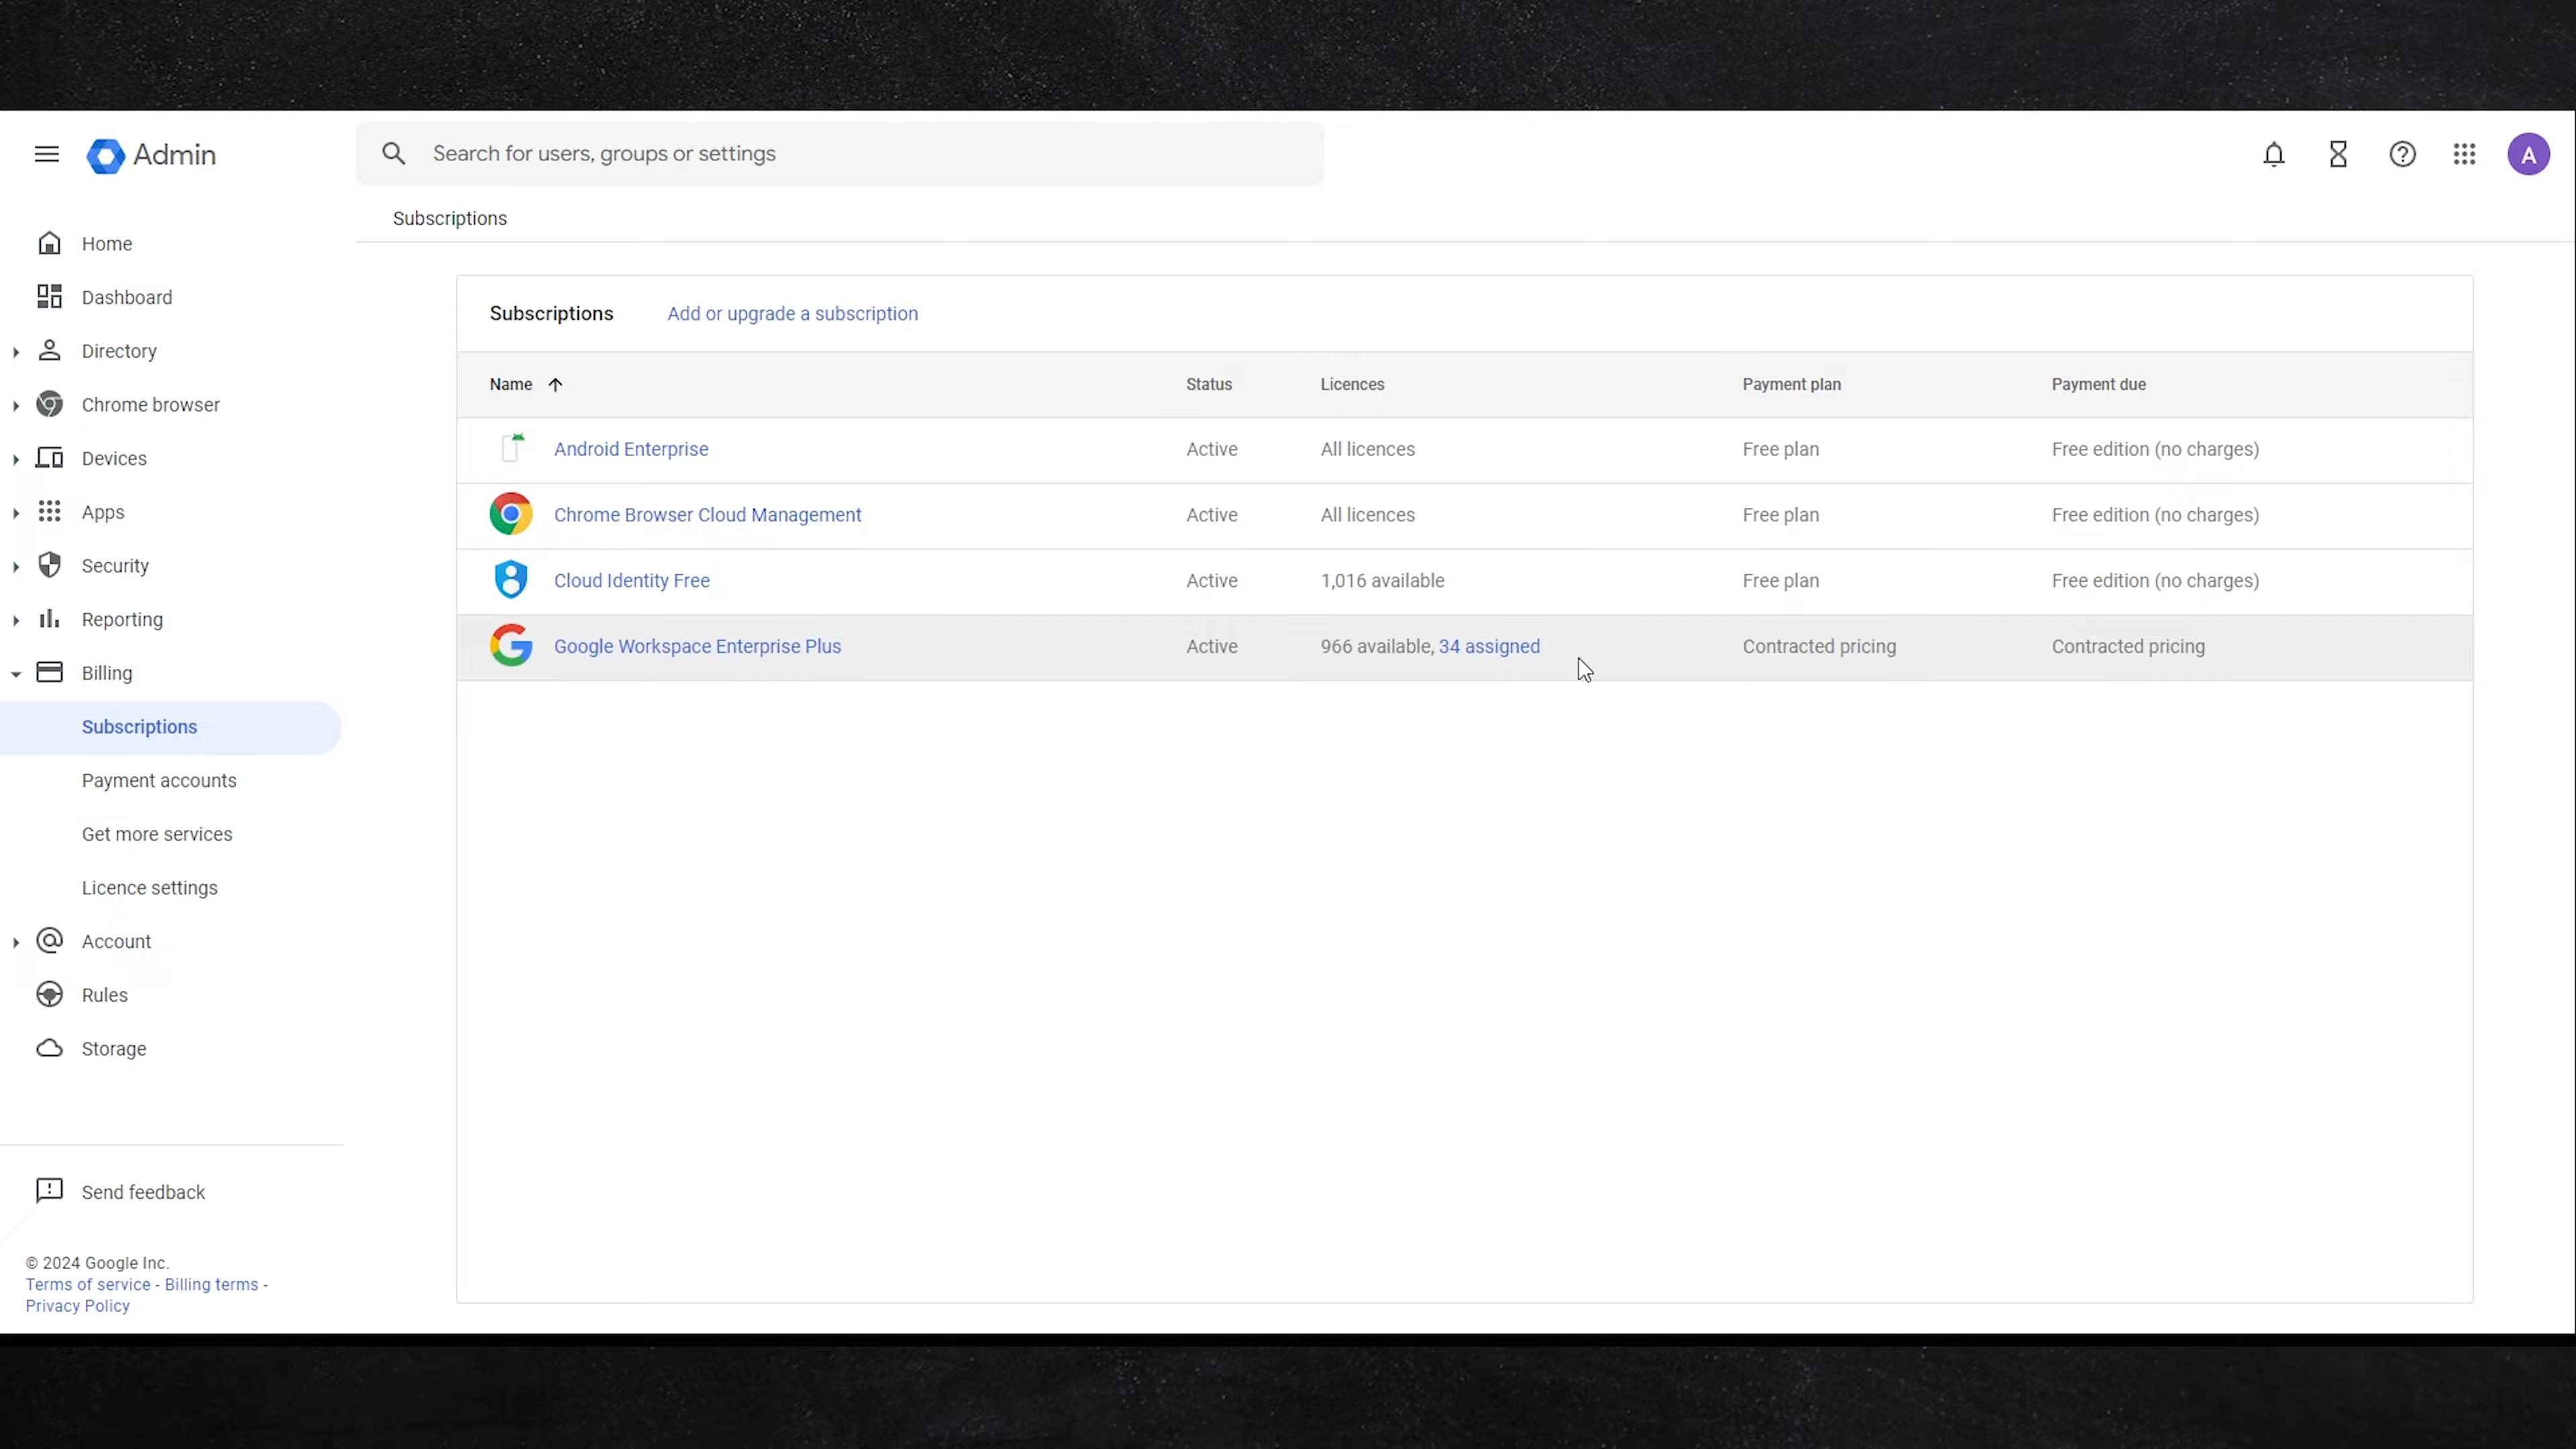 Admin
Search for users, groups or settings
A
Subscriptions
Home
Dashboard
Directory
Chrome browser
Devices
Apps
Security
Reporting
Billing
Subscriptions
Payment accounts
Get more services
Licence settings
Account
Rules
Storage
Send feedback
© 2024 Google Inc.
Terms of service - Billing terms -
Privacy Policy
Subscriptions Add or upgrade a subscription
Name Status Licences Payment plan Payment due
Android Enterprise Active All licences Free plan Free edition (no charges)
Chrome Browser Cloud Management Active All licences Free plan Free edition (no charges)
Cloud Identity Free Active 1,016 available Free plan Free edition (no charges)
Google Workspace Enterprise Plus Active 966 available, 34 assigned Contracted pricing Contracted pricing